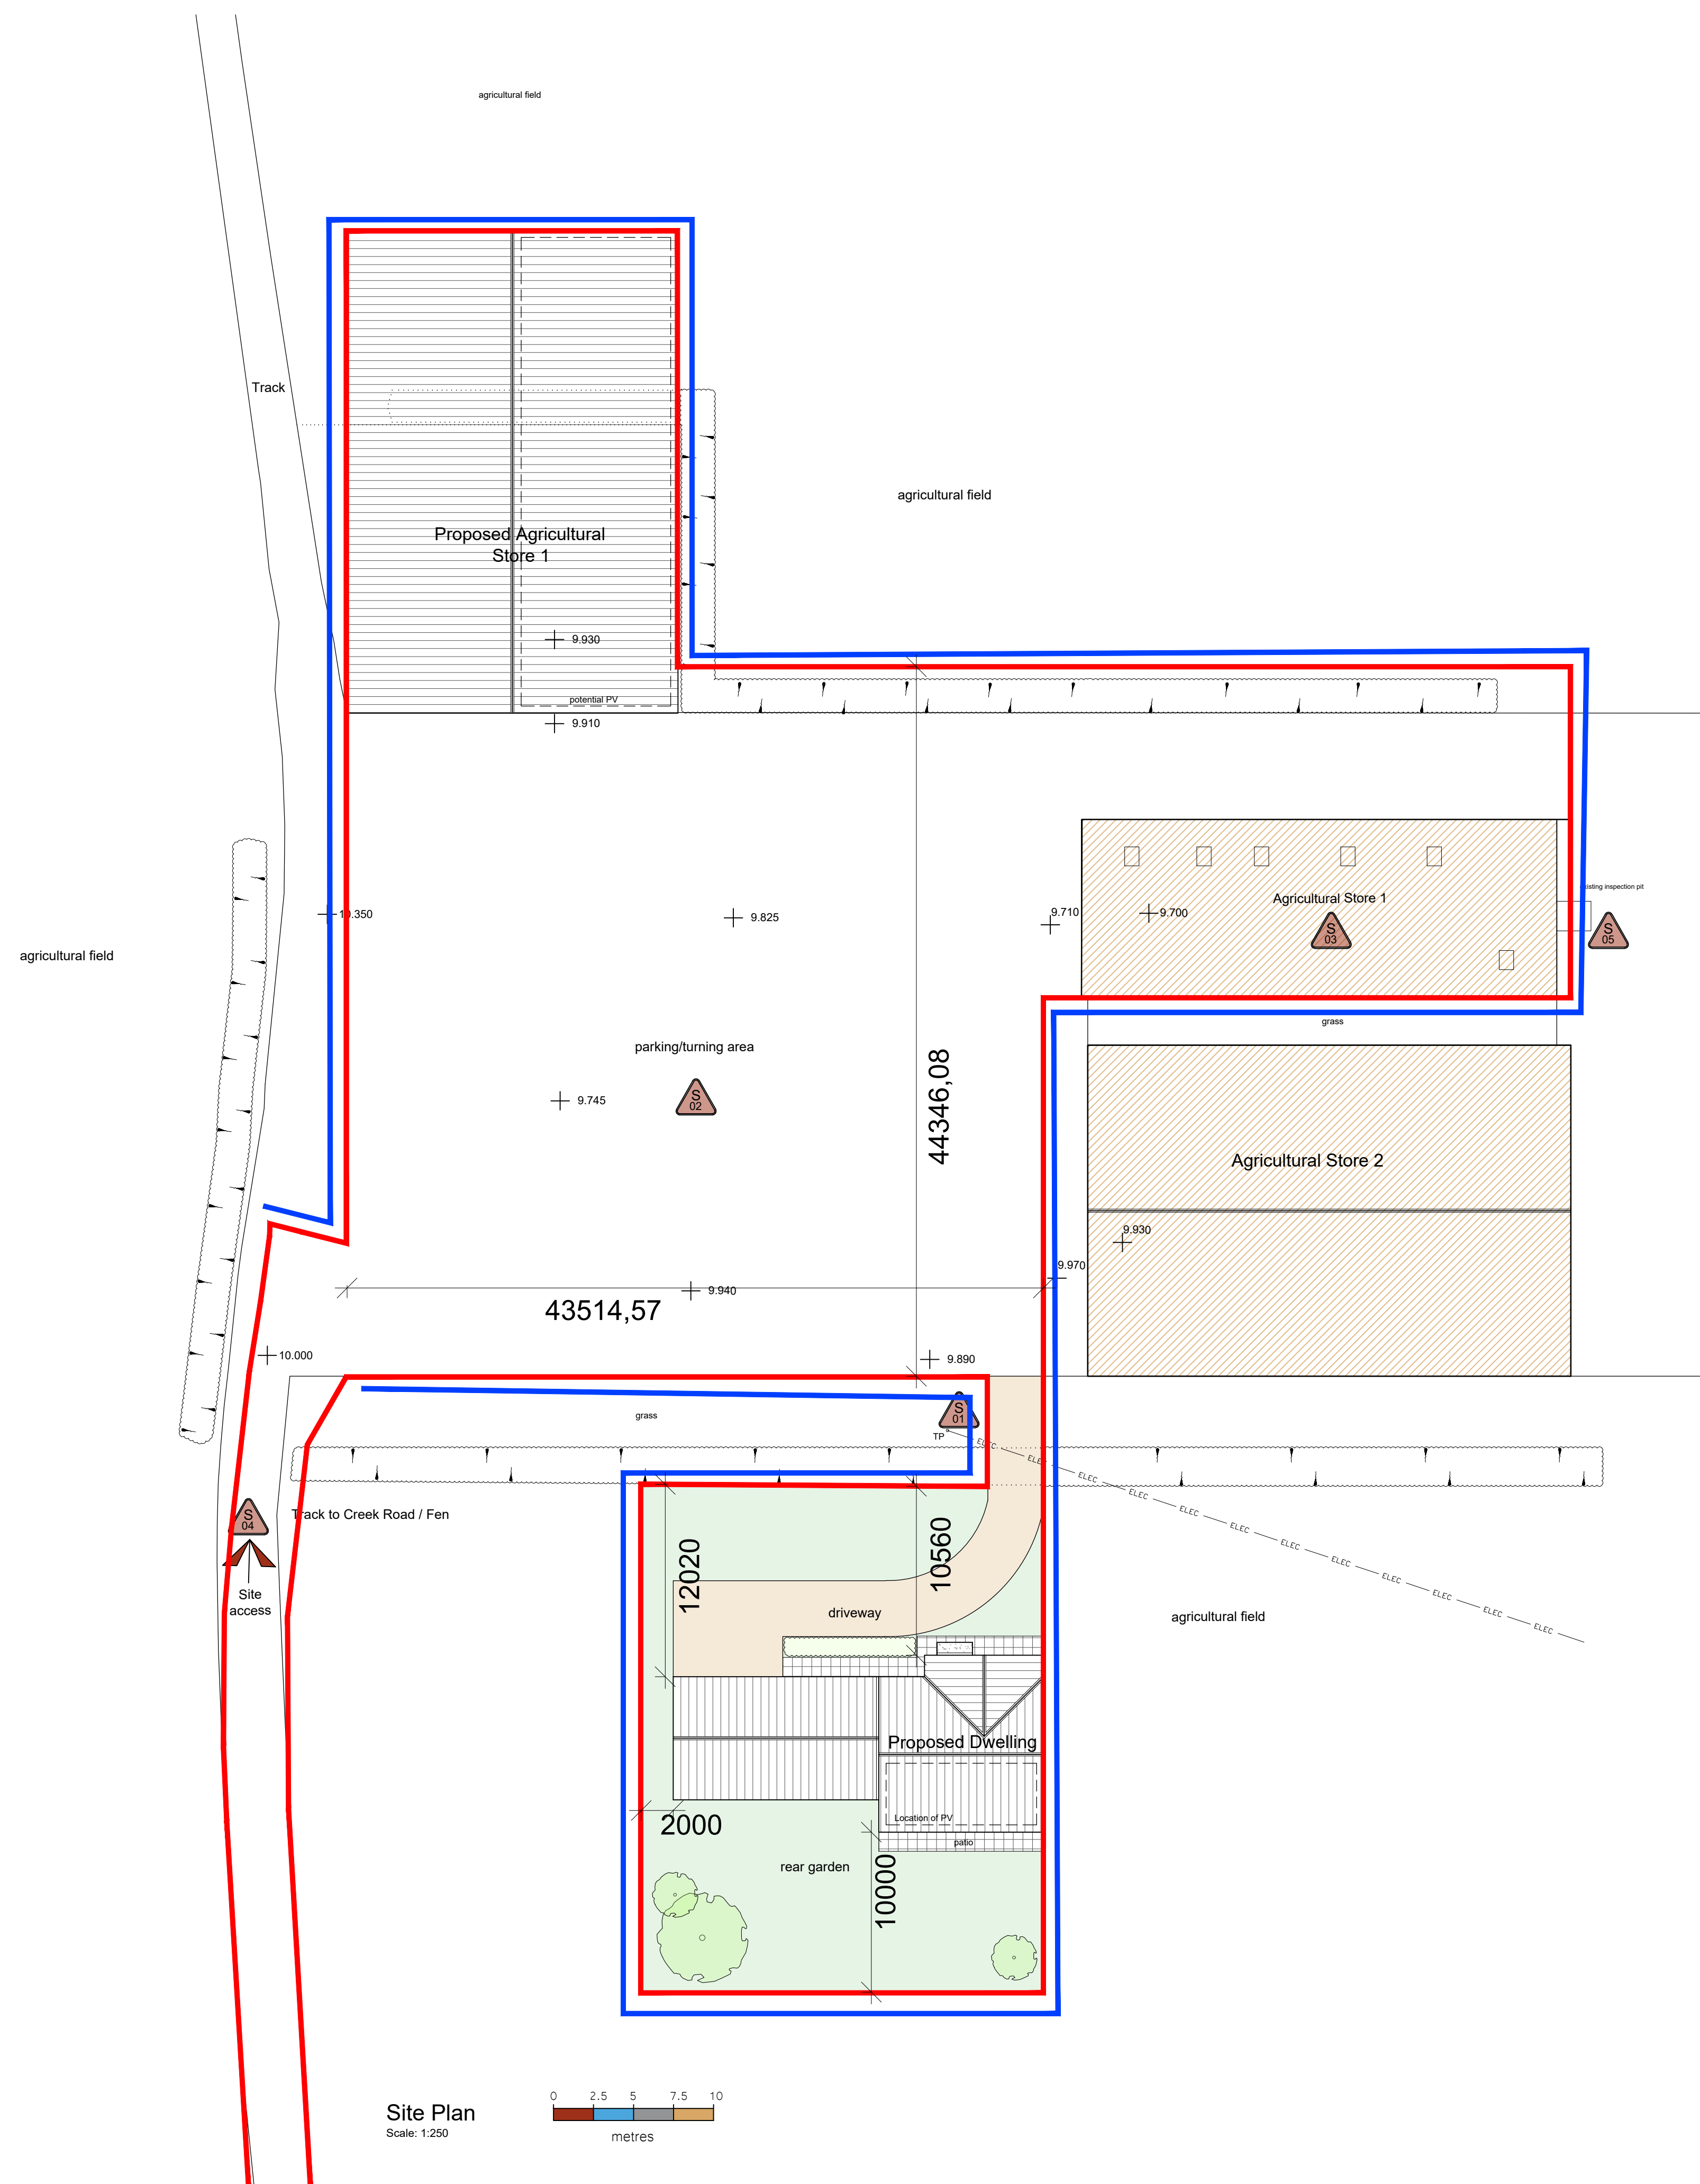 agricultural field
Track
agricultural field
Proposed Agricultural
Store 1
9.930
potential PV
9.910
agricultural field
10.350
9.825
9.710
9.700
Agricultural Store 1
S
03
S
05
grass
parking/turning area
S
02
9.745
44346,08
Agricultural Store 2
9.930
9.970
9.940
43514,57
10.000
9.890
grass
S
01
TP
ELEC
ELEC
ELEC
ELEC
ELEC
ELEC
ELEC
ELEC
ELEC
ELEC
ELEC
ELEC
S
04
Track to Creek Road / Fen
Site
access
12020
10560
driveway
agricultural field
Proposed Dwelling
Location of PV
2000
patio
rear garden
10000
Site Plan
Scale: 1:250
0 2.5 5 7.5 10
metres